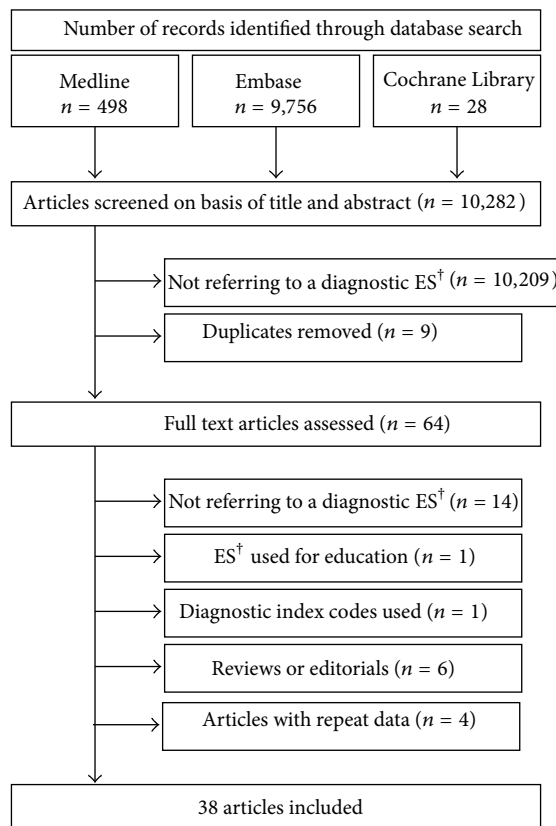 Number of records identified through database search
Medline
n = 498
Embase
n = 9,756
Cochrane Library
n = 28
Articles screened on basis of title and abstract (n = 10,282)
Not referring to a diagnostic ES† (n = 10,209)
Duplicates removed (n = 9)
Full text articles assessed (n = 64)
Not referring to a diagnostic ES† (n = 14)
ES† used for education (n = 1)
Diagnostic index codes used (n = 1)
Reviews or editorials (n = 6)
Articles with repeat data (n = 4)
38 articles included